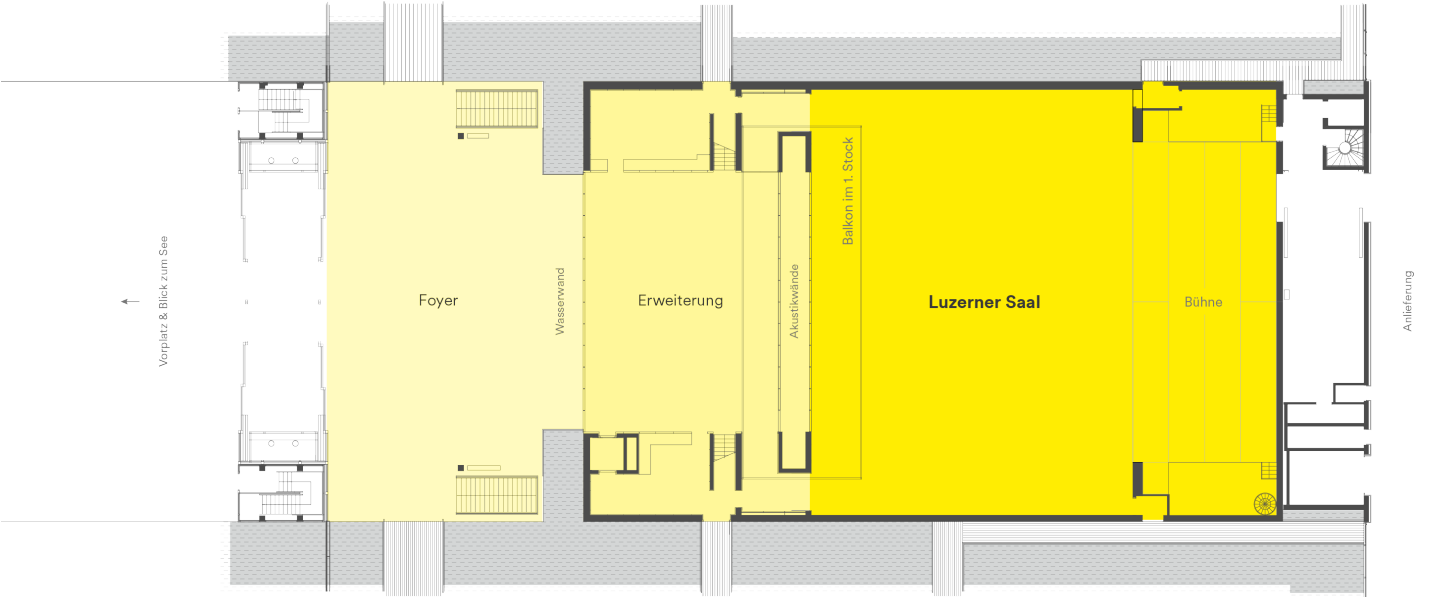 Vorplatz & Blick zum See
Foyer
Wasserwand
Erweiterung
Akustikwände
Balkon im 1. Stock
Luzerner Saal
Bühne
Anlieferung